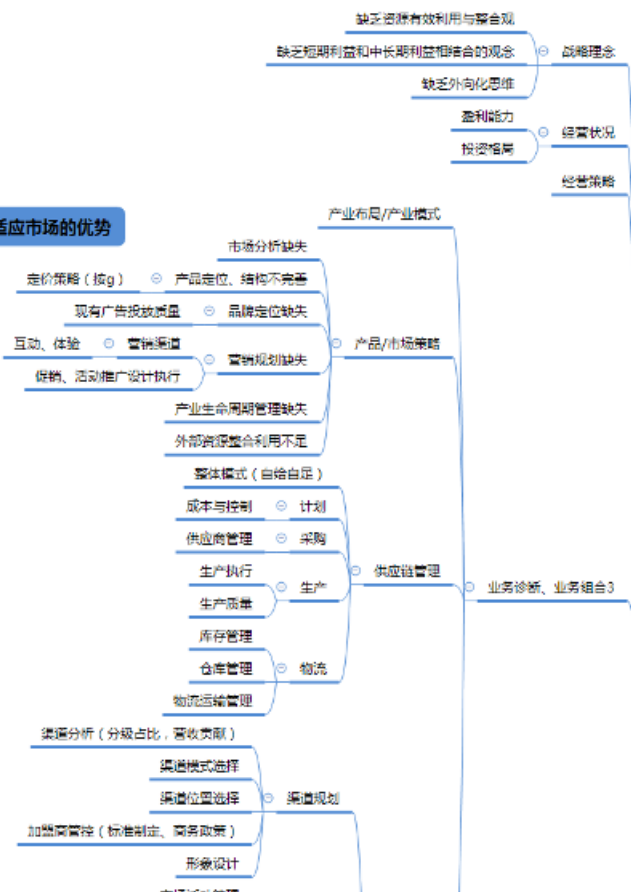 缺乏资源有效利用与整合观
缺乏短期利益和中长期利益相结合的观念
战略理念
缺乏外向化思维
盈利能力
经营状况
投资格局
经营策略
产业布局/产业模式
适应市场的优势
市场分析缺失
定价策略（按g）
产品定位、结构不完善
现有广告投放质量
品牌定位缺失
互动、体验
营销渠道
营销规划缺失
产品/市场策略
促销、活动推广设计执行
产业生命周期管理缺失
外部资源整合利用不足
整体模式（自给自足）
成本与控制
计划
供应商管理
采购
生产执行
生产
供应链管理
业务诊断、业务组合3
生产质量
库存管理
仓库管理
物流
物流运输管理
渠道分析（分级占比，营收贡献）
渠道模式选择
渠道位置选择
渠道规划
加盟商管控（标准制定、商务政策）
形象设计